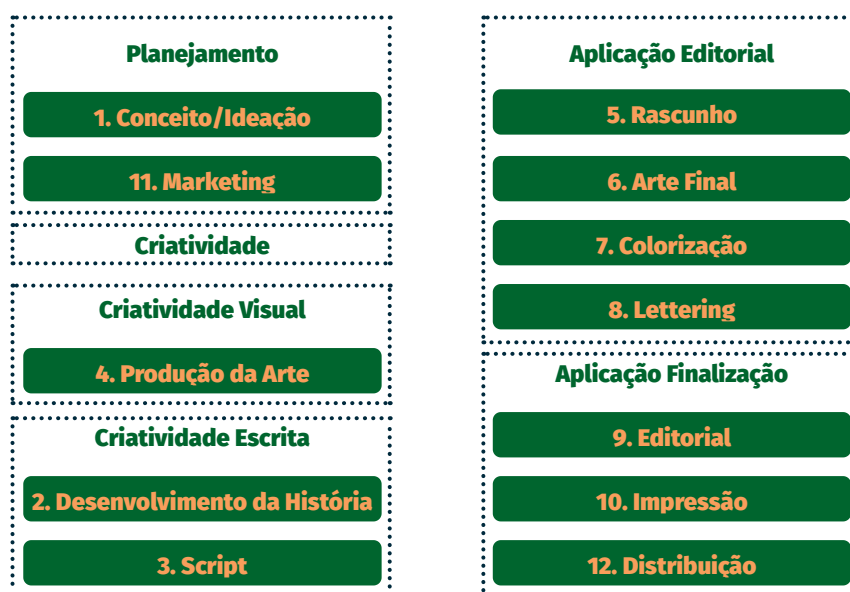 Planejamento
1. Conceito/Ideação
11. Marketing
Criatividade
Criatividade Visual
4. Produção da Arte
Criatividade Escrita
2. Desenvolvimento da História
3. Script
Aplicação Editorial
5. Rascunho
6. Arte Final
7. Colorização
8. Lettering
Aplicação Finalização
9. Editorial
10. Impressão
12. Distribuição